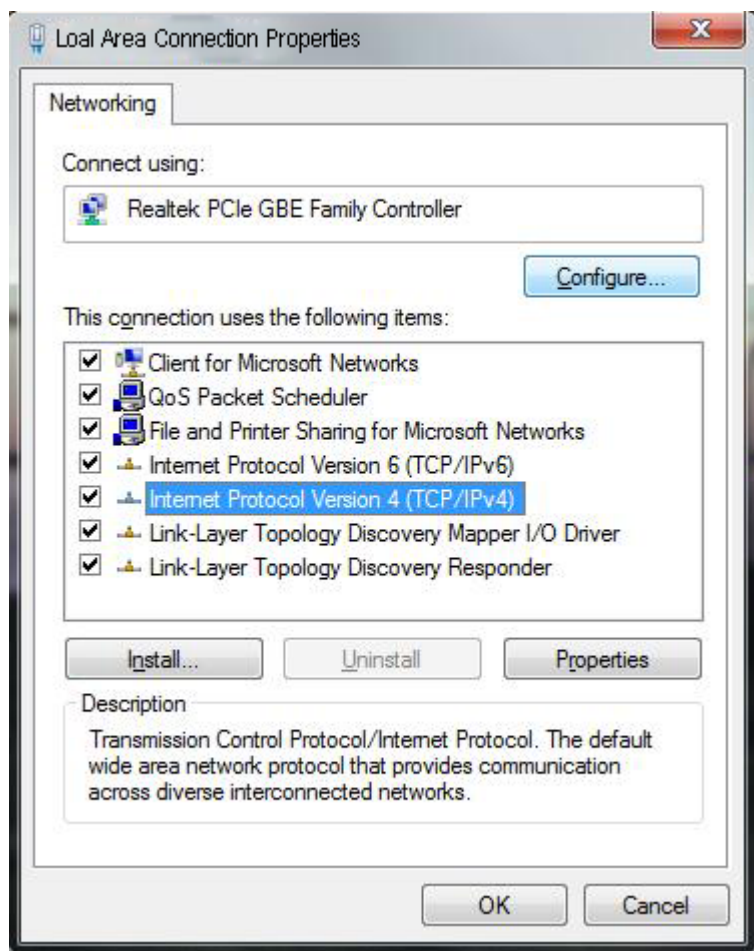 Loal Area Connection Properties
Networking
Connect using:
Realtek PCIe GBE Family Controller
Configure...
This connection uses the following items:
Client for Microsoft Networks
QoS Packet Scheduler
File and Printer Sharing for Microsoft Networks
Internet Protocol Version 6 (TCP/IPv6)
Internet Protocol Version 4 (TCP/IPv4)
Link-Layer Topology Discovery Mapper I/O Driver
Link-Layer Topology Discovery Responder
Install...
Uninstall
Properties
Description
Transmission Control Protocol/Internet Protocol. The default
wide area network protocol that provides communication
across diverse interconnected networks.
OK
Cancel